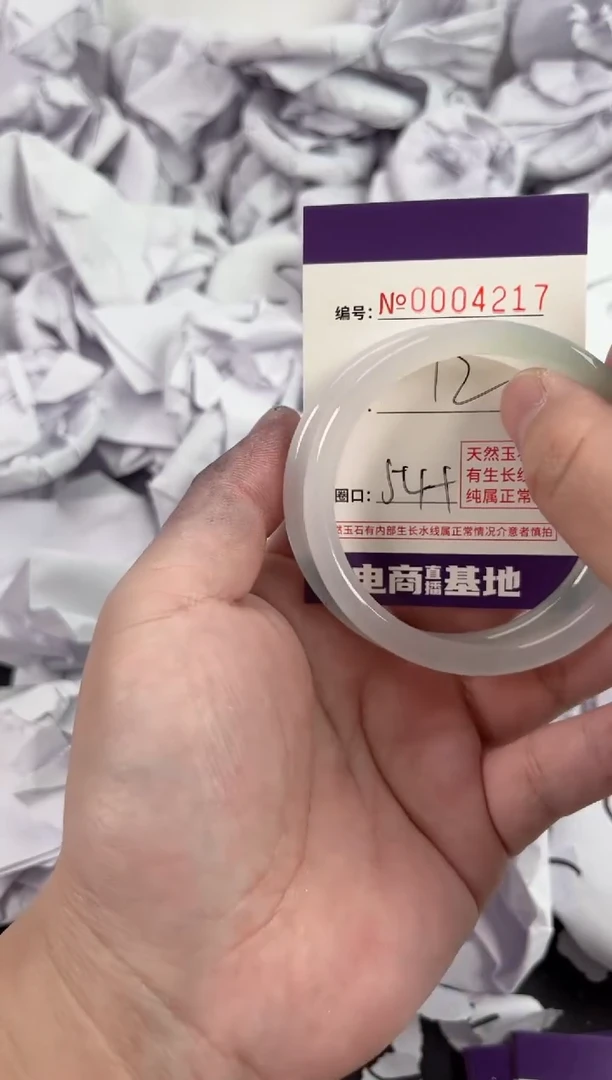 编号: №0004217
12
天然玉
有生长
圈口: 54+ 纯属正常
然玉石有内部生长水线属正常情况介意者慎拍
电商直播基地